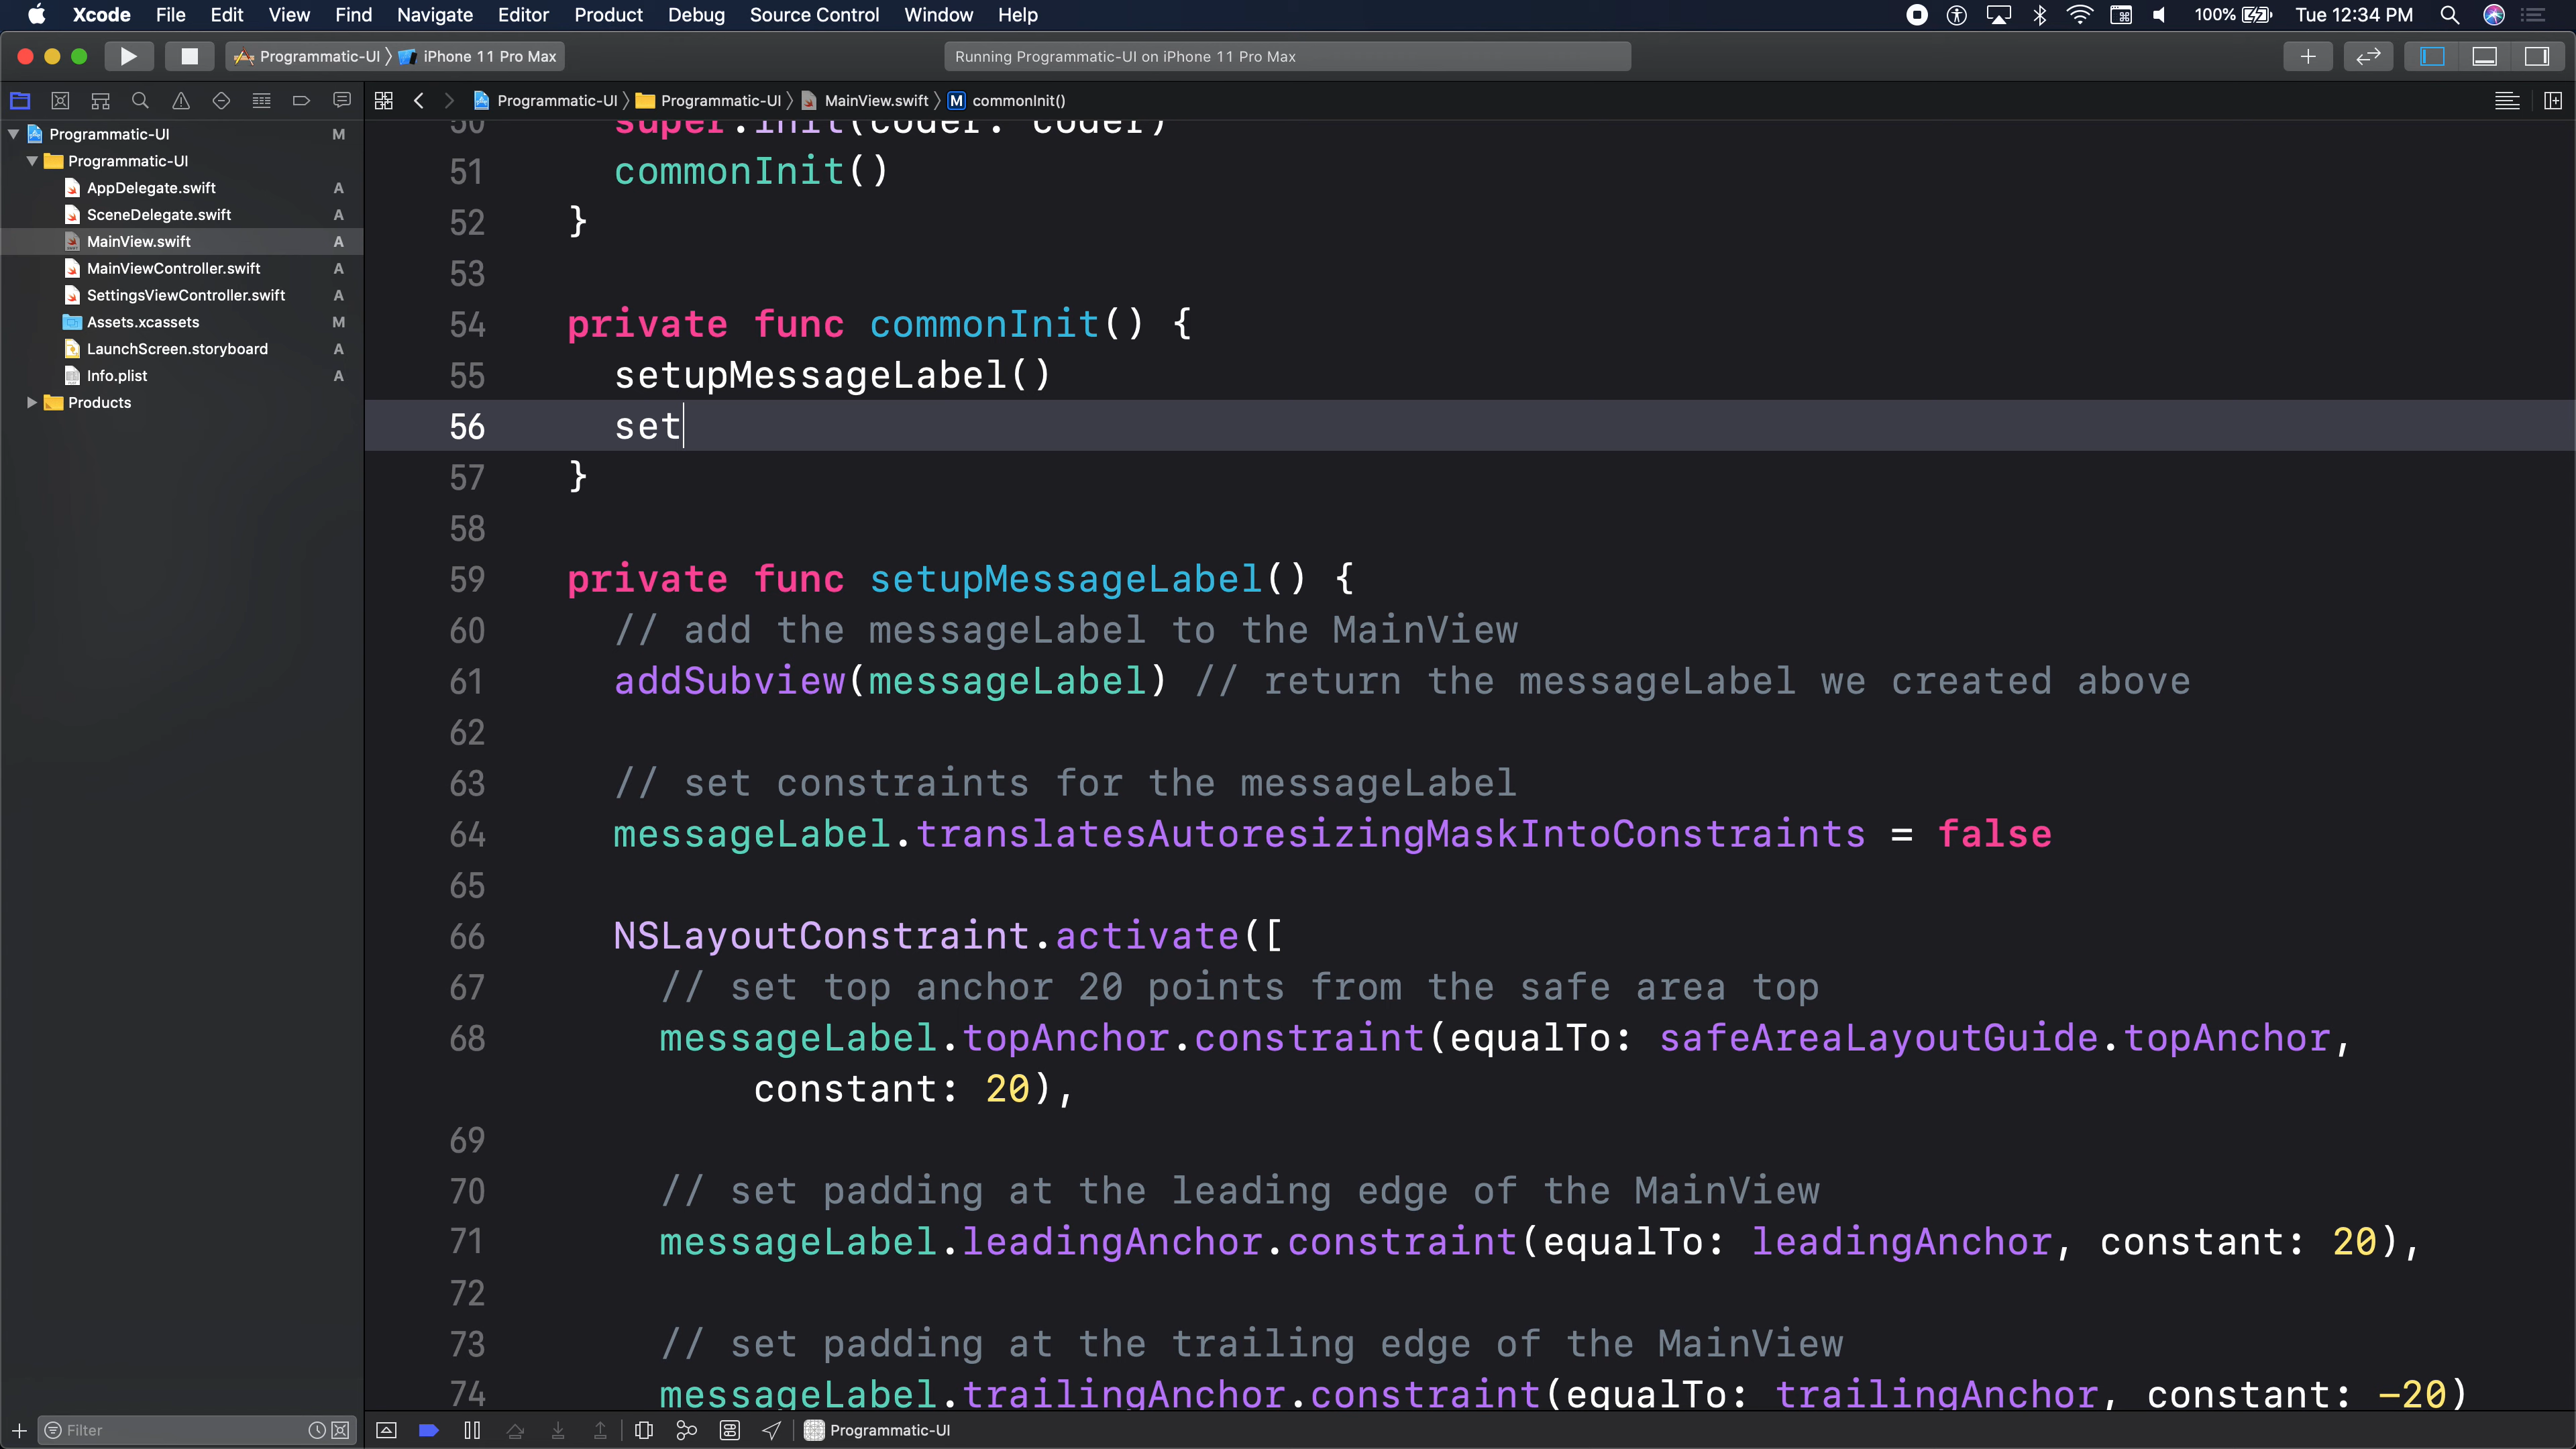 Xcode File Edit View Find Navigate Editor Product Debug Source Control Window Help 100% Tue 12:34 PM
Programmatic-UI iPhone 11 Pro Max Running Programmatic-UI on iPhone 11 Pro Max
Programmatic-UI Programmatic-UI MainView.swift M commonInit()
Programmatic-UI M
Programmatic-UI
AppDelegate.swift A
SceneDelegate.swift A
MainView.swift A
MainViewController.swift A
SettingsViewController.swift A
Assets.xcassets M
LaunchScreen.storyboard A
Info.plist A
Products
50 super.init(coder: coder)
51 commonInit()
52 }
53
54 private func commonInit() {
55 setupMessageLabel()
56 set
57 }
58
59 private func setupMessageLabel() {
60 // add the messageLabel to the MainView
61 addSubview(messageLabel) // return the messageLabel we created above
62
63 // set constraints for the messageLabel
64 messageLabel.translatesAutoresizingMaskIntoConstraints = false
65
66 NSLayoutConstraint.activate([
67 // set top anchor 20 points from the safe area top
68 messageLabel.topAnchor.constraint(equalTo: safeAreaLayoutGuide.topAnchor,
constant: 20),
69
70 // set padding at the leading edge of the MainView
71 messageLabel.leadingAnchor.constraint(equalTo: leadingAnchor, constant: 20),
72
73 // set padding at the trailing edge of the MainView
74 messageLabel.trailingAnchor.constraint(equalTo: trailingAnchor, constant: -20)
Filter
Programmatic-UI